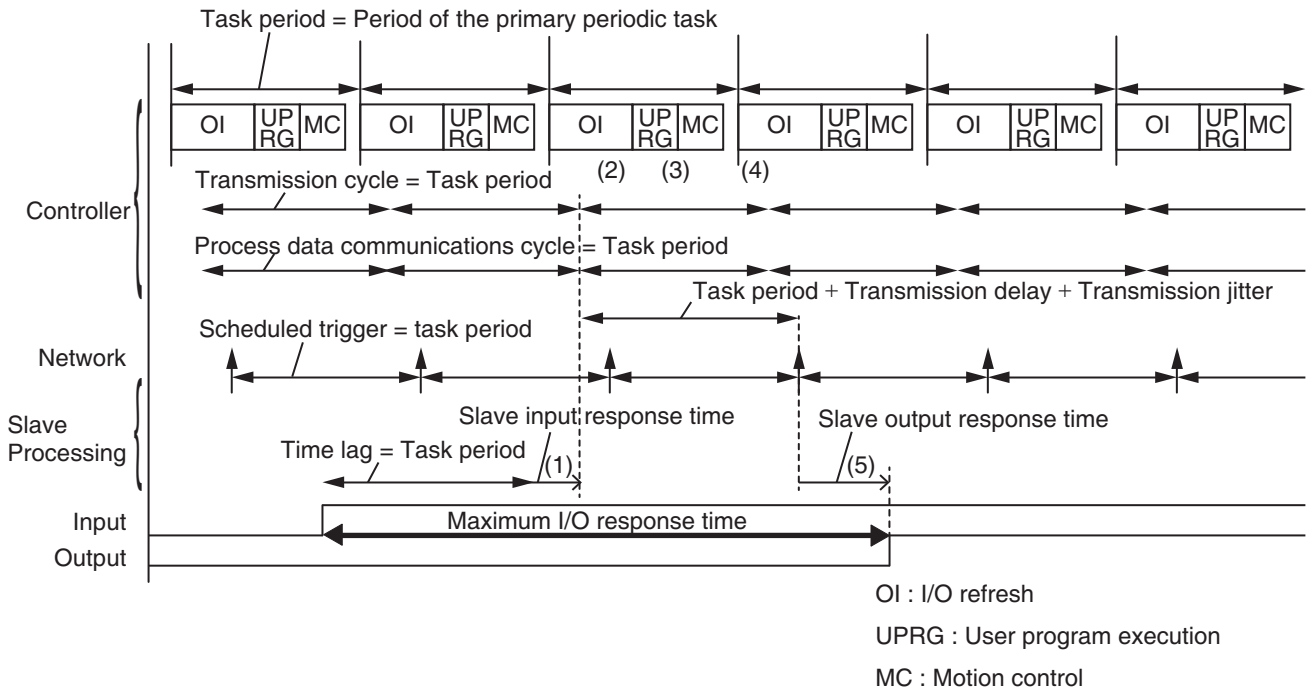 Task period = Period of the primary periodic task
OI UP RG MC OI UP RG MC OI UP RG MC OI UP RG MC OI UP RG MC OI UP RG MC
(2) (3) (4)
Transmission cycle = Task period
Controller
Process data communications cycle = Task period
Task period + Transmission delay + Transmission jitter
Scheduled trigger = task period
Network
Slave input response time
Slave output response time
Slave
Processing
Time lag = Task period
(1)
(5)
Input
Maximum I/O response time
Output
OI : I/O refresh
UPRG : User program execution
MC : Motion control